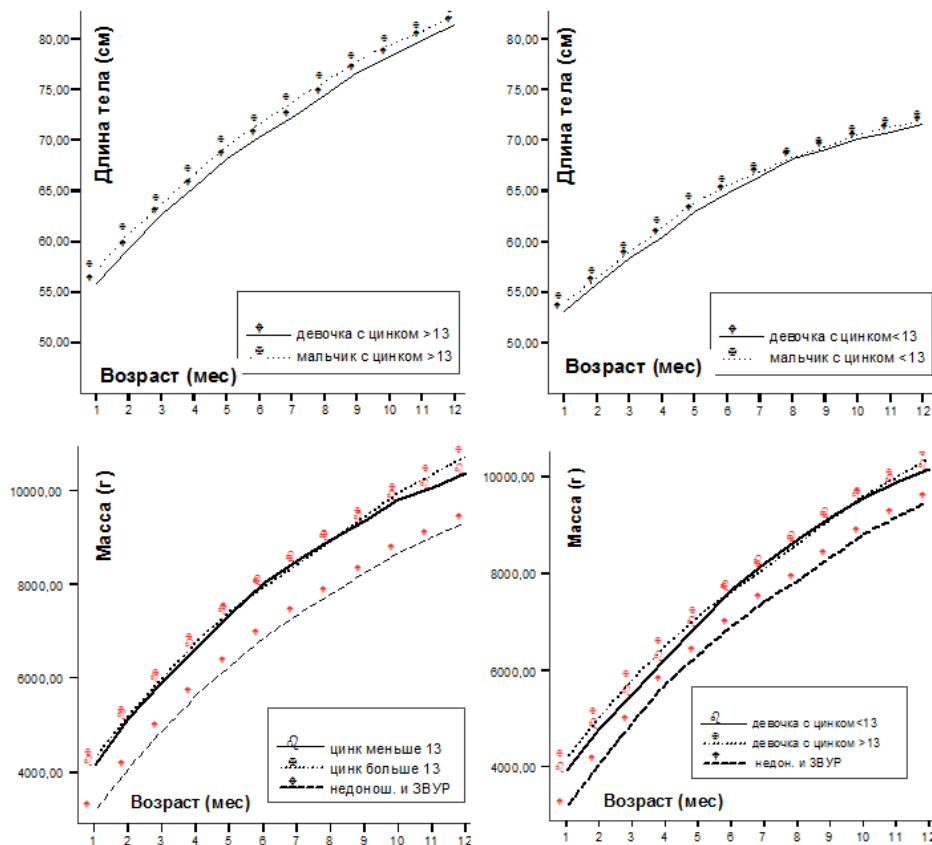 Длина тела (см)
80,00
75,00
70,00
65,00
60,00
55,00
50,00
девочка с цинком >13
мальчик с цинком >13
Возраст (мес)
1 2 3 4 5 6 7 8 9 10 11 12
Длина тела (см)
80,00
75,00
70,00
65,00
60,00
55,00
50,00
девочка с цинком<13
мальчик с цинком <13
Возраст (мес)
1 2 3 4 5 6 7 8 9 10 11 12
Масса (г)
10000,00
8000,00
6000,00
4000,00
цинк меньше 13
цинк больше 13
недонош. и ЗВУР
Возраст (мес)
1 2 3 4 5 6 7 8 9 10 11 12
Масса (г)
10000,00
8000,00
6000,00
4000,00
девочка с цинком<13
девочка с цинком >13
недон. и ЗВУР
Возраст (мес)
1 2 3 4 5 6 7 8 9 10 11 12